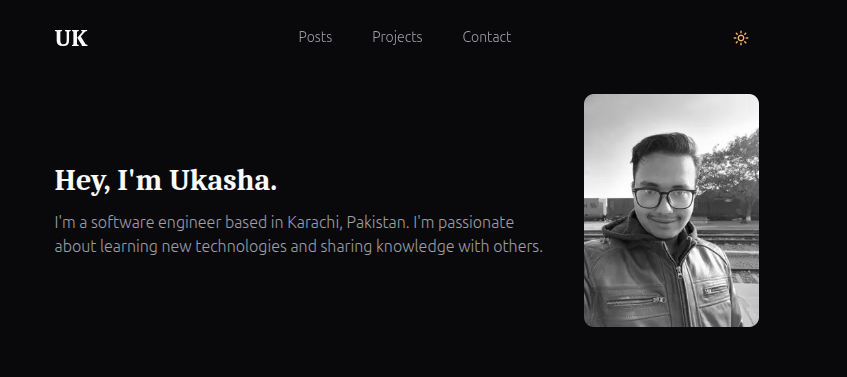 UK
Posts Projects Contact
Hey, I'm Ukasha.
I'm a software engineer based in Karachi, Pakistan. I'm passionate
about learning new technologies and sharing knowledge with others.